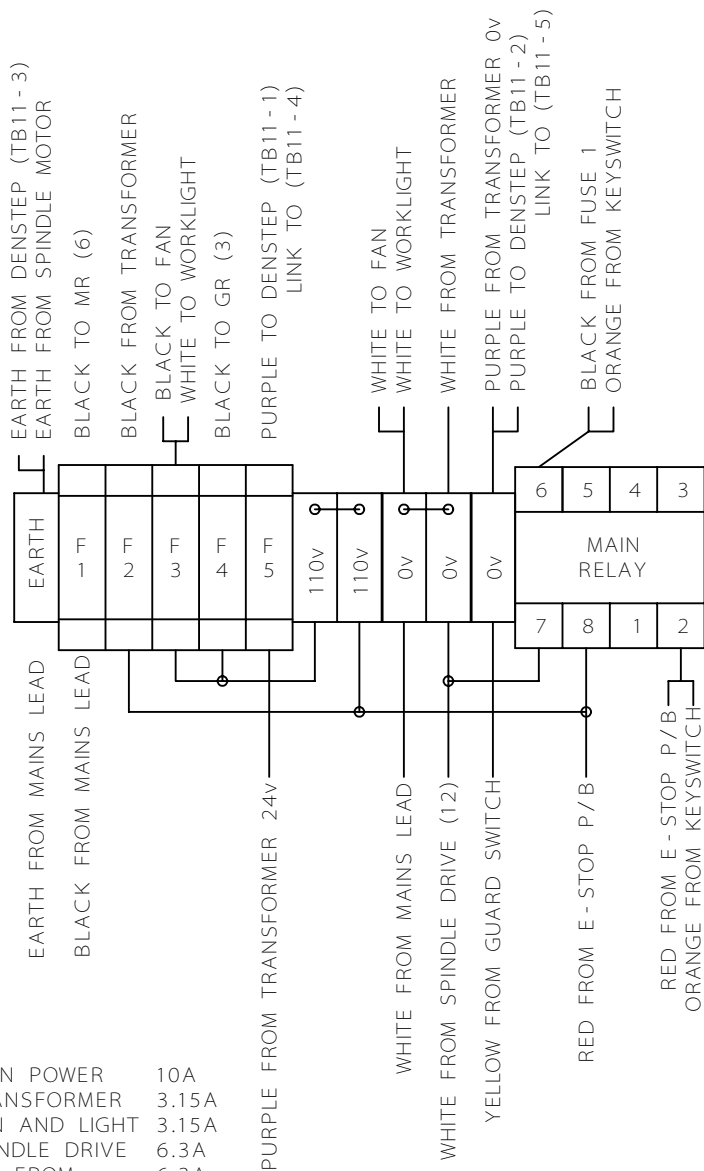 EARTH FROM DENSTEP (TB11 - 3)
EARTH FROM SPINDLE MOTOR
BLACK TO MR (6)
BLACK FROM TRANSFORMER
BLACK TO FAN
WHITE TO WORKLIGHT
BLACK TO GR (3)
PURPLE TO DENSTEP (TB11 - 1)
LINK TO (TB11 - 4)
WHITE TO FAN
WHITE TO WORKLIGHT
WHITE FROM TRANSFORMER
PURPLE FROM TRANSFORMER 0v
PURPLE TO DENSTEP (TB11 - 2)
LINK TO (TB11 - 5)
BLACK FROM FUSE 1
ORANGE FROM KEYSWITCH
EARTH
F 1
F 2
F 3
F 4
F 5
110v
110v
0v
0v
0v
6
5
4
3
MAIN
RELAY
7
8
1
2
EARTH FROM MAINS LEAD
BLACK FROM MAINS LEAD
PURPLE FROM TRANSFORMER 24v
WHITE FROM MAINS LEAD
WHITE FROM SPINDLE DRIVE (12)
YELLOW FROM GUARD SWITCH
RED FROM E - STOP P/B
RED FROM E - STOP P/B
ORANGE FROM KEYSWITCH
POWER 10A
3.15A
AND LIGHT 3.15A
DRIVE 6.3A